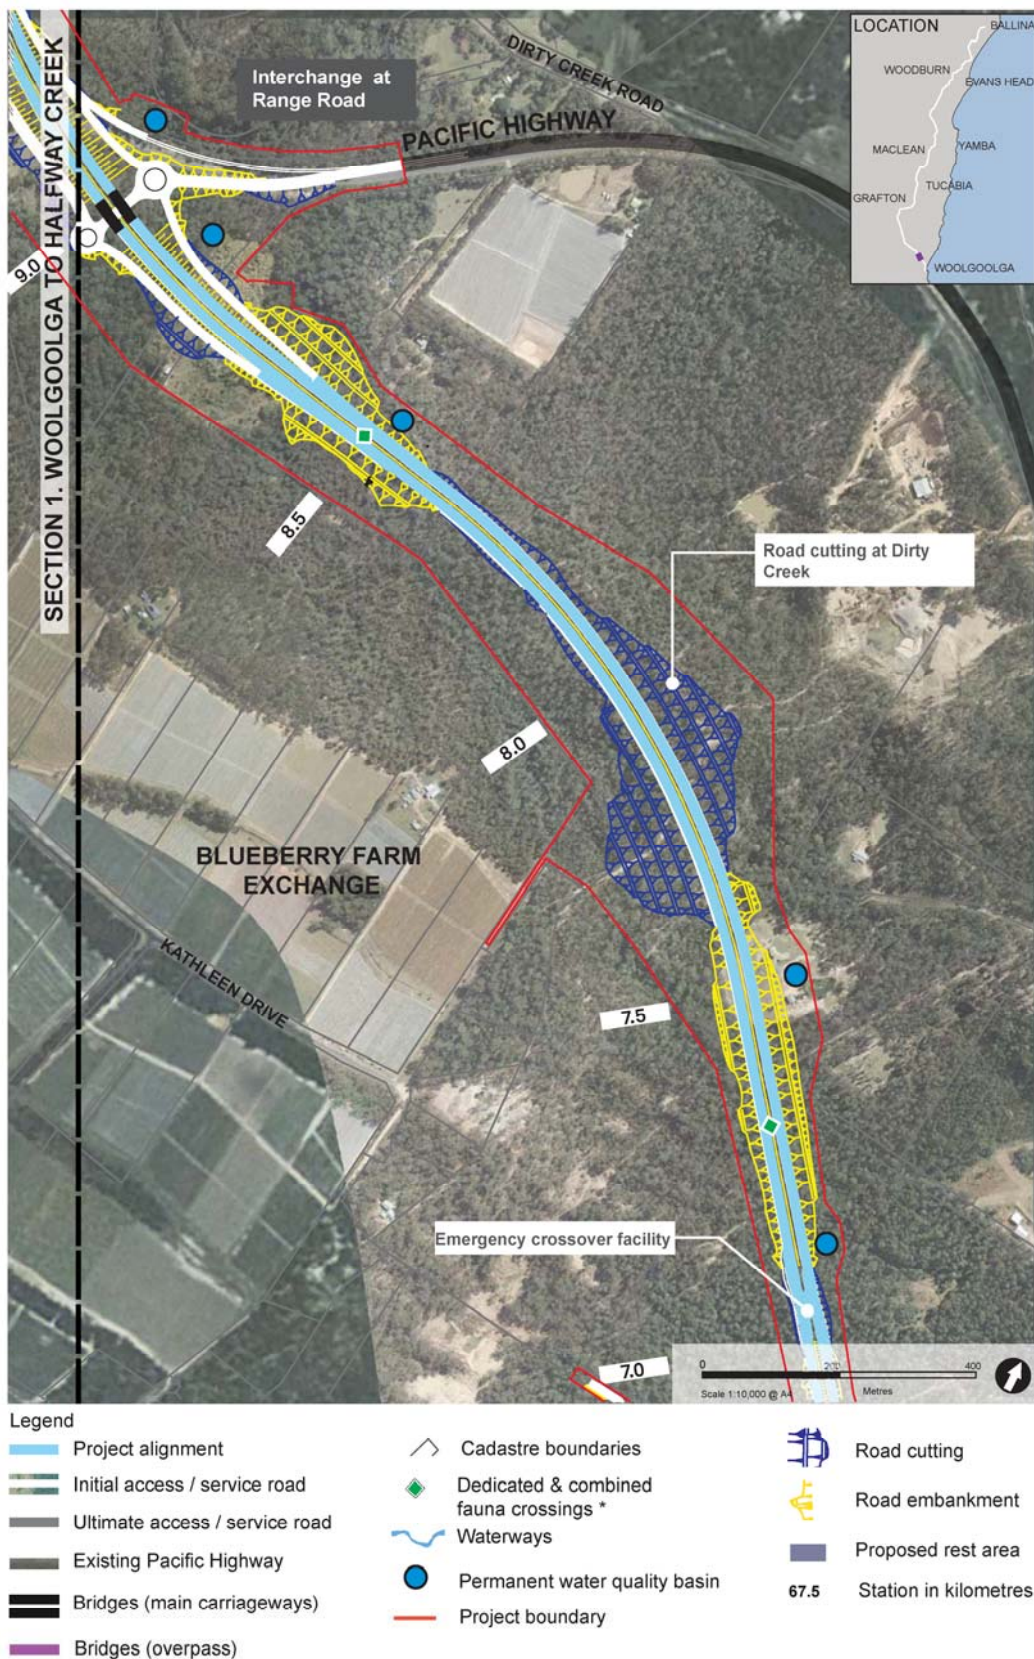 SECTION 1. WOOLGOOLGA TO HALFWAY CREEK
Interchange at
Range Road
DIRTY CREEK ROAD
PACIFIC HIGHWAY
LOCATION
BALLINA
WOODBURN
EVANS HEAD
MACLEAN
YAMBA
TUCABIA
GRAFTON
WOOLGOOLGA
9.0
8.5
Road cutting at Dirty
Creek
8.0
BLUEBERRY FARM
EXCHANGE
KATHLEEN DRIVE
7.5
Emergency crossover facility
7.0
0 200 400
Scale 1:10,000 @ A4 Metres
Legend
Project alignment
Initial access / service road
Ultimate access / service road
Existing Pacific Highway
Bridges (main carriageways)
Bridges (overpass)
Cadastre boundaries
Dedicated & combined
fauna crossings *
Waterways
Permanent water quality basin
Project boundary
Road cutting
Road embankment
Proposed rest area
67.5 Station in kilometres